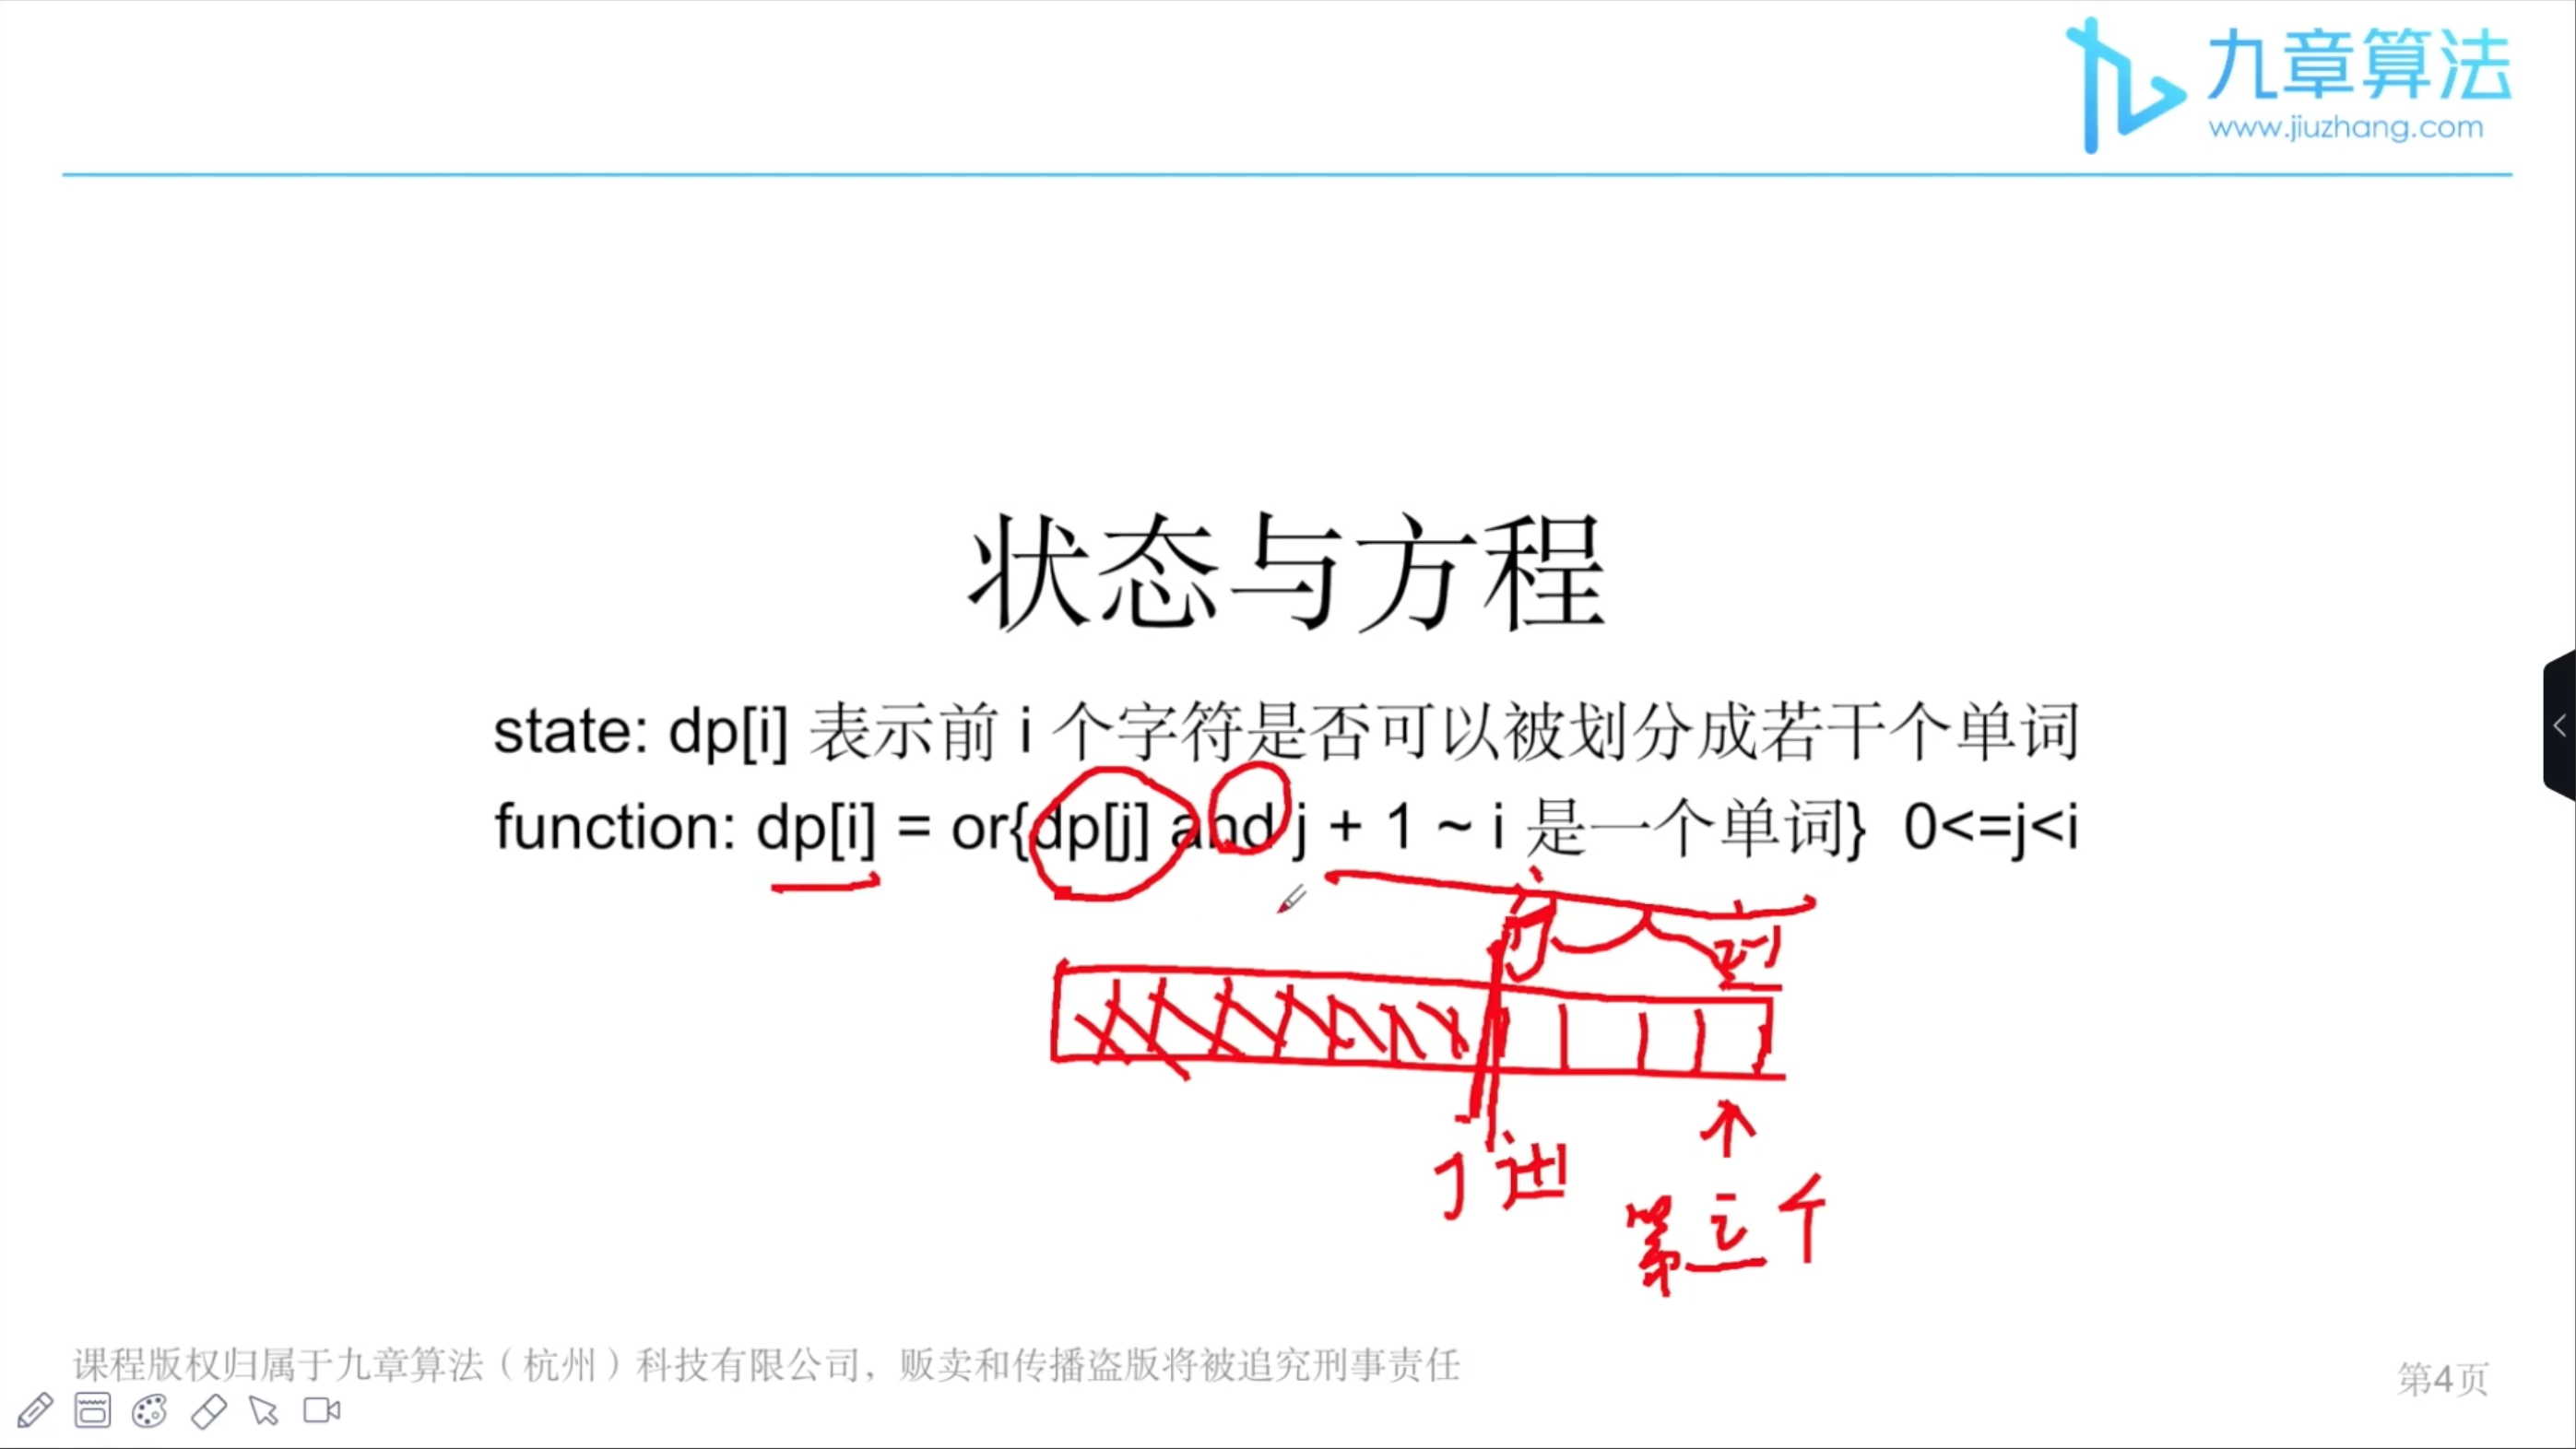 九章算法
www.jiuzhang.com
状态与方程
state: dp[i] 表示前 i 个字符是否可以被划分成若干个单词
function: dp[i] = or{dp[j] and j + 1 ~ i 是一个单词} 0<=j<i
第 i 个
课程版权归属于九章算法（杭州）科技有限公司，贩卖和传播盗版将被追究刑事责任
第4页